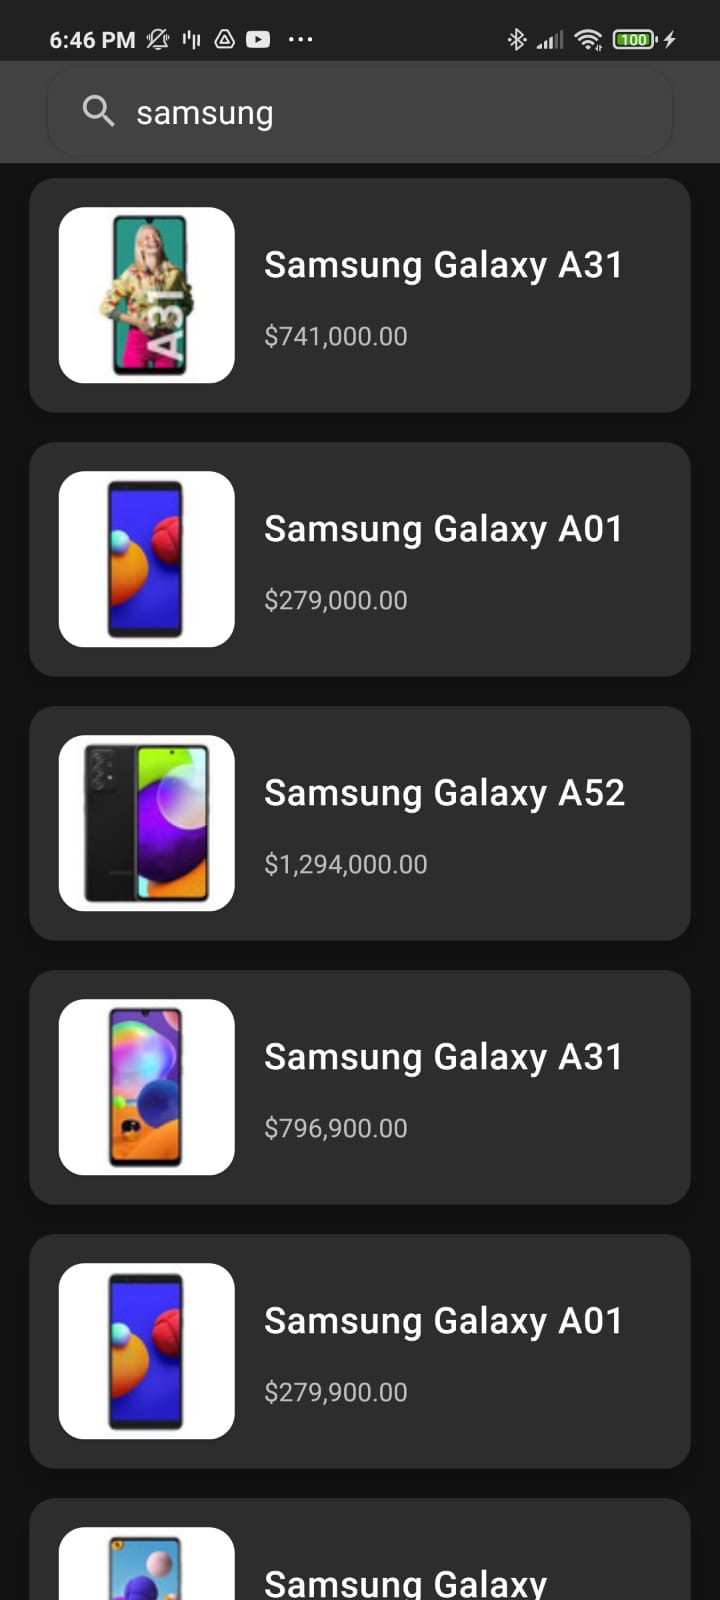 6:46 PM
100
samsung
A31
Samsung Galaxy A31
$741,000.00
Samsung Galaxy A01
$279,000.00
Samsung Galaxy A52
$1,294,000.00
Samsung Galaxy A31
$796,900.00
Samsung Galaxy A01
$279,900.00
Samsung Galaxy